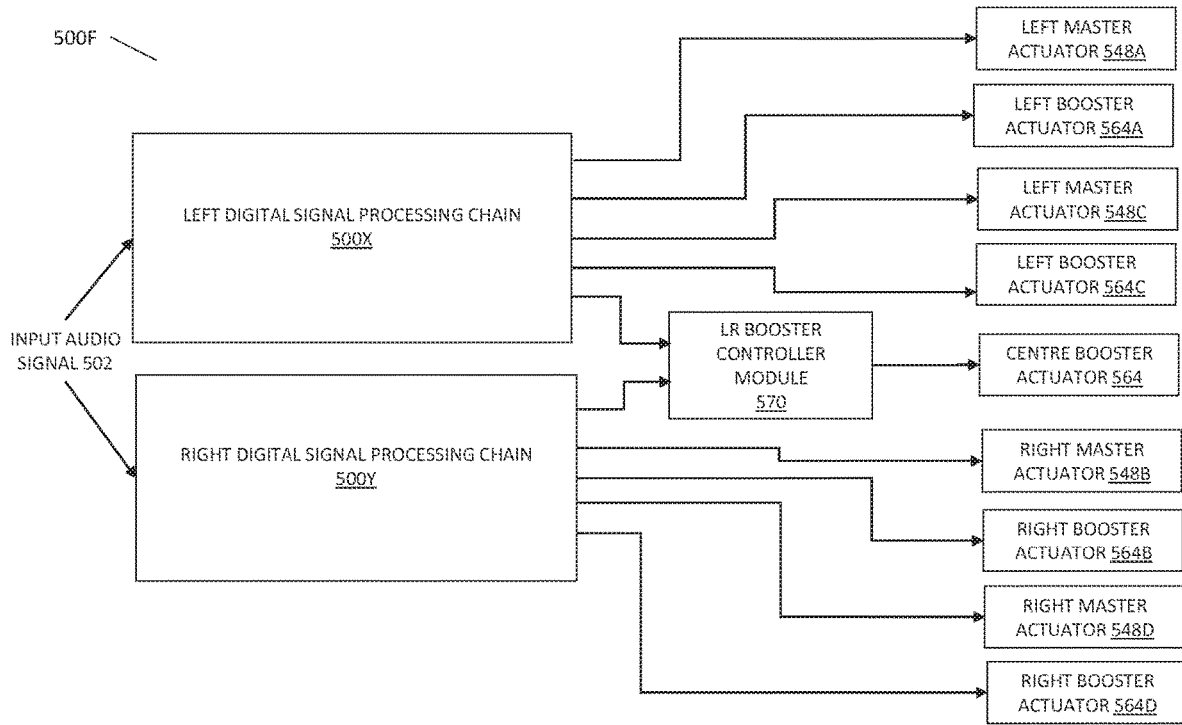 500F
LEFT MASTER
ACTUATOR 548A
LEFT BOOSTER
ACTUATOR 564A
LEFT DIGITAL SIGNAL PROCESSING CHAIN
500X
LEFT MASTER
ACTUATOR 548C
LEFT BOOSTER
ACTUATOR 564C
INPUT AUDIO
SIGNAL 502
LR BOOSTER
CONTROLLER
MODULE
570
CENTRE BOOSTER
ACTUATOR 564
RIGHT DIGITAL SIGNAL PROCESSING CHAIN
500Y
RIGHT MASTER
ACTUATOR 548B
RIGHT BOOSTER
ACTUATOR 564B
RIGHT MASTER
ACTUATOR 548D
RIGHT BOOSTER
ACTUATOR 564D